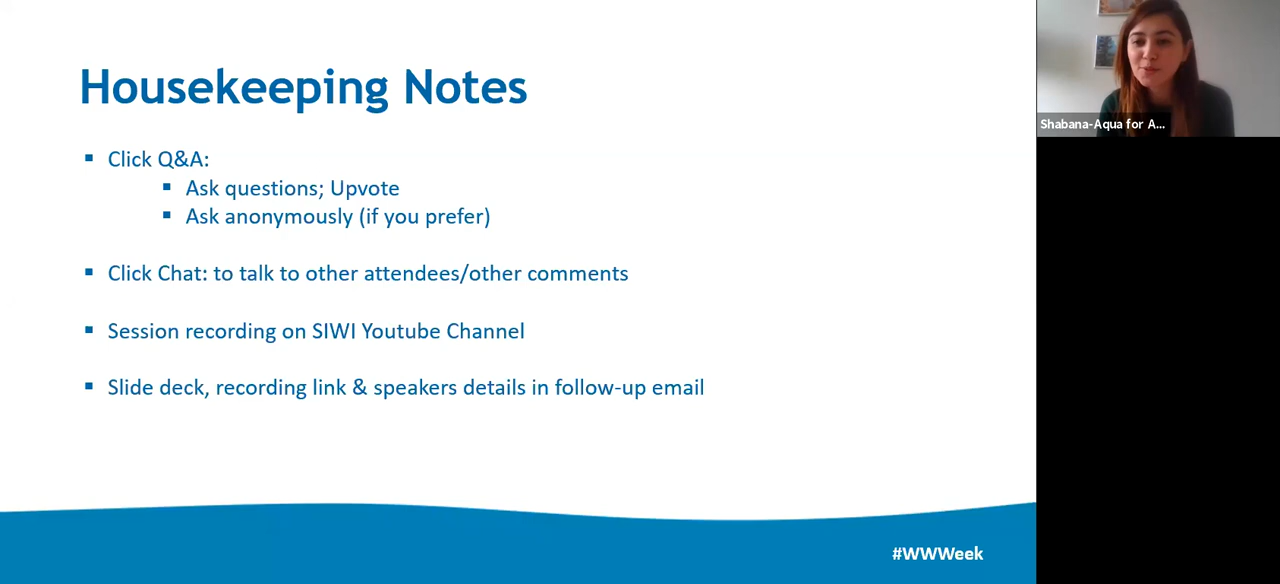 Housekeeping Notes
▪ Click Q&A:
▪ Ask questions; Upvote
▪ Ask anonymously (if you prefer)
▪ Click Chat: to talk to other attendees/other comments
▪ Session recording on SIWI Youtube Channel
▪ Slide deck, recording link & speakers details in follow-up email
#WWWeek
Shabana-Aqua for A...